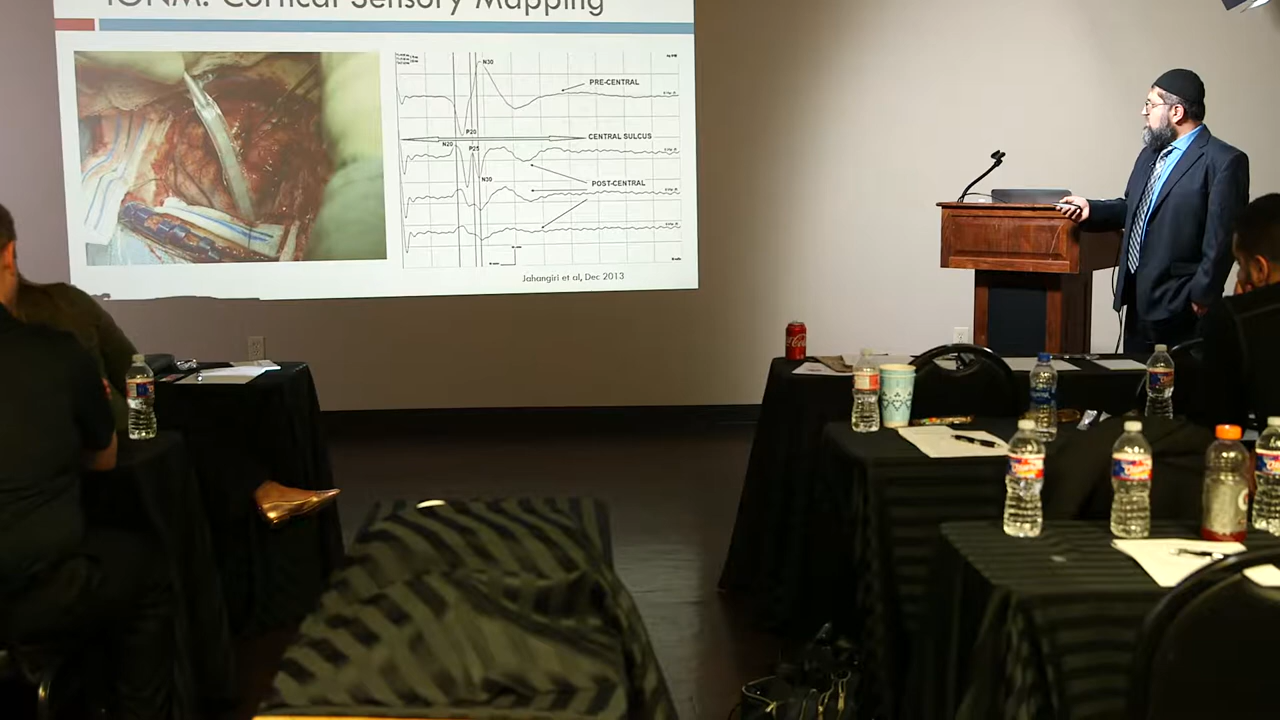 IONM: Cortical Sensory Mapping
N30
PRE-CENTRAL
P20
CENTRAL SULCUS
N20
P25
POST-CENTRAL
N30
Jahangiri et al, Dec 2013